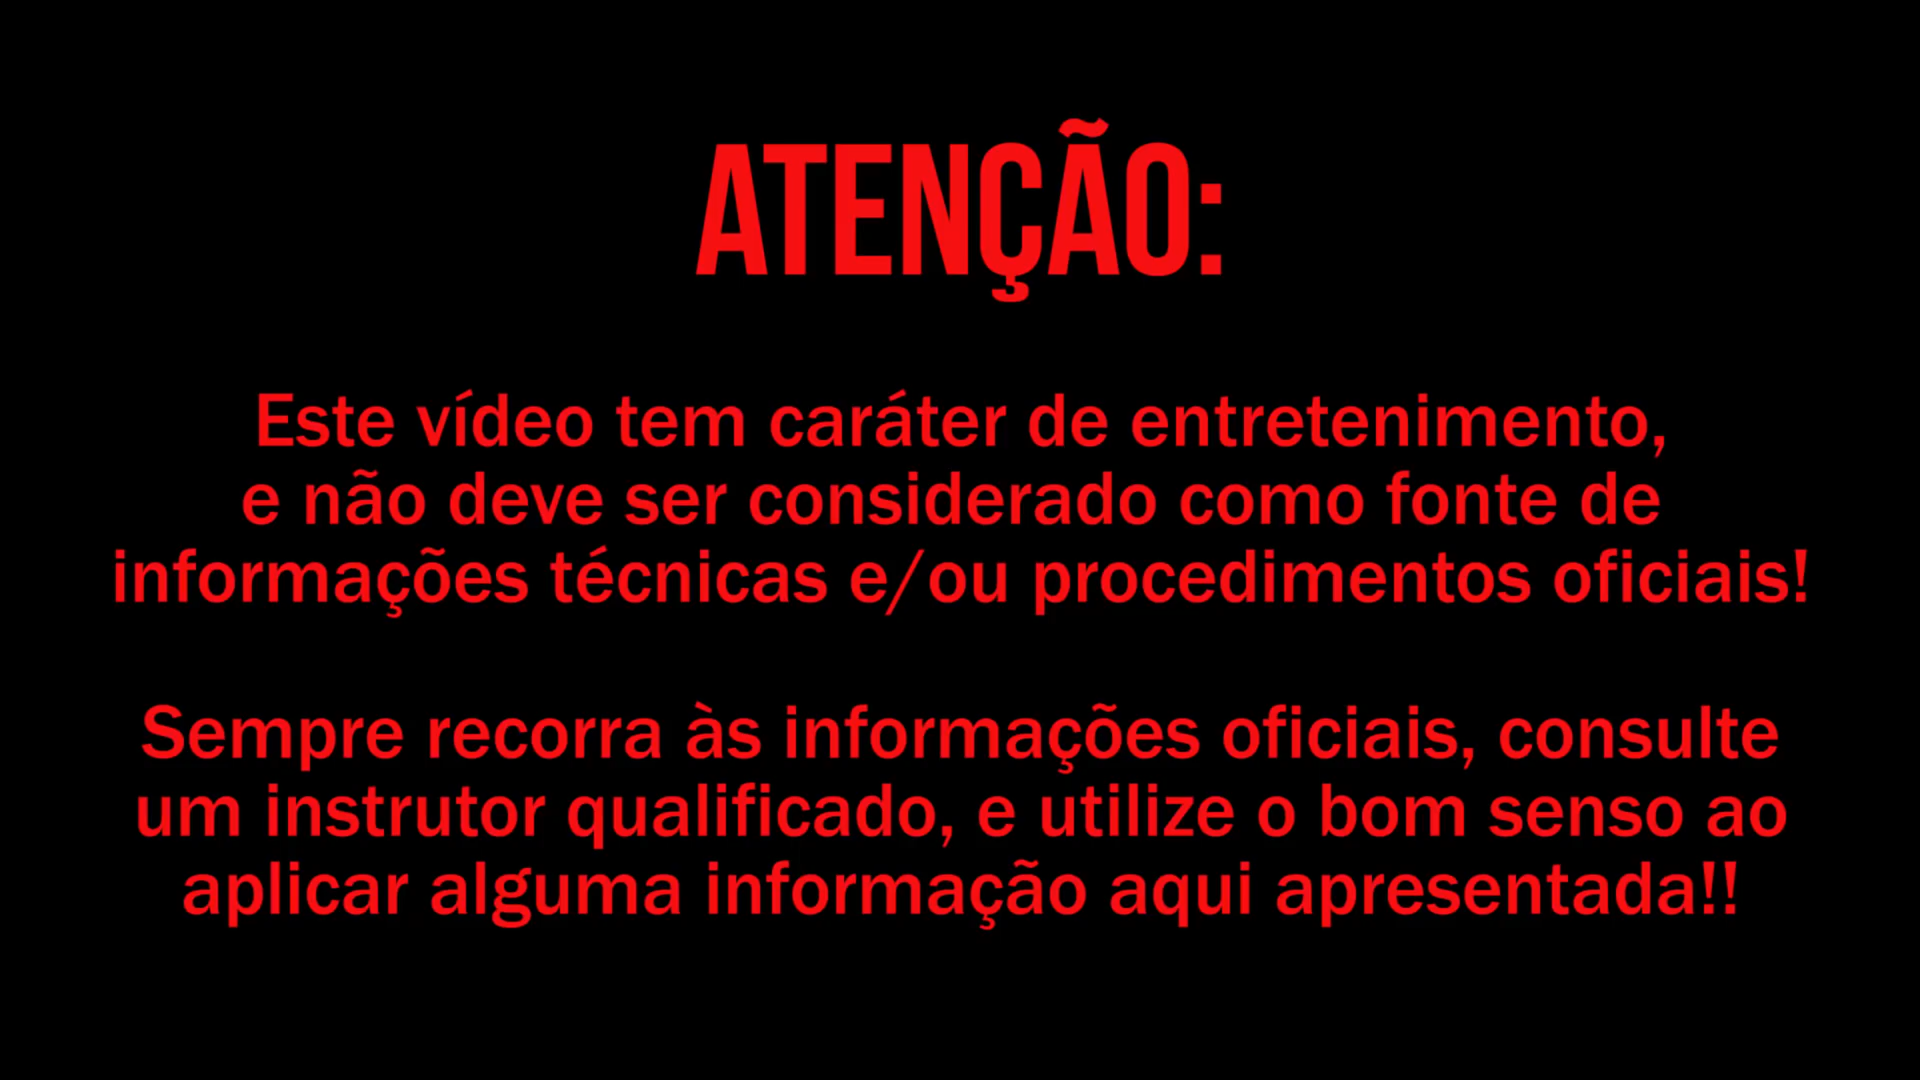 ATENÇÃO:
Este vídeo tem caráter de entretenimento,
e não deve ser considerado como fonte de
informações técnicas e/ou procedimentos oficiais!
Sempre recorra às informações oficiais, consulte
um instrutor qualificado, e utilize o bom senso ao
aplicar alguma informação aqui apresentada!!